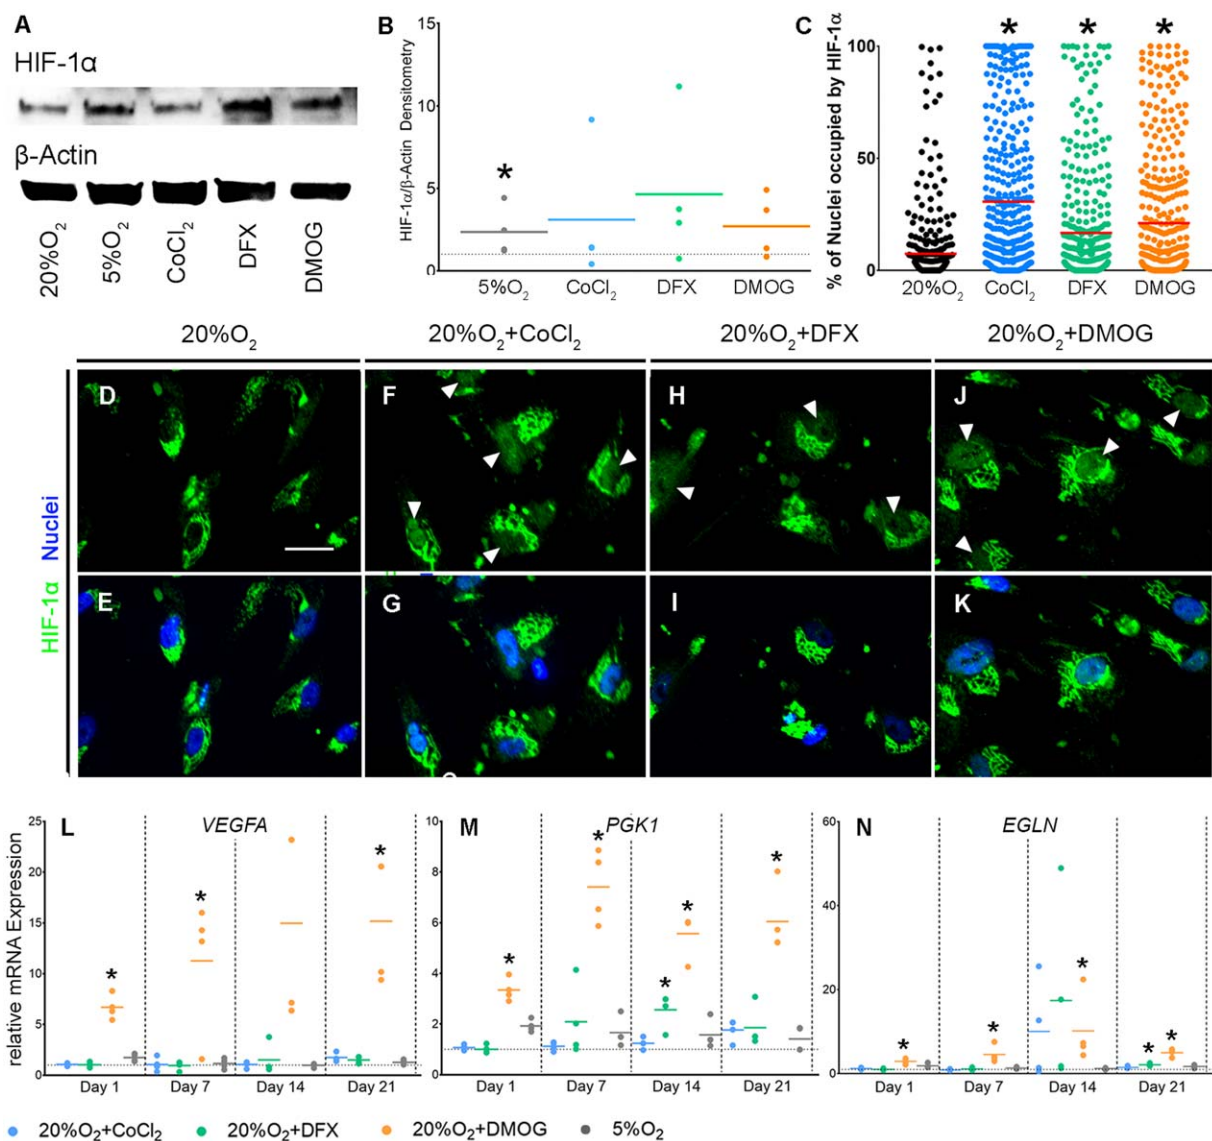 A
HIF-1α
β-Actin
20%O₂
5%O₂
CoCl₂
DFX
DMOG
B
HIF-1α/β-Actin Densitometry
15
10
5
0
*
5%O₂ CoCl₂ DFX DMOG
C
% of Nuclei occupied by HIF-1α
100
50
0
* * *
20%O₂ CoCl₂ DFX DMOG
20%O₂ 20%O₂+CoCl₂ 20%O₂+DFX 20%O₂+DMOG
HIF-1α Nuclei
D F H J
E G I K
L VEGFA
relative mRNA Expression
25
20
15
10
5
0
* * *
Day 1 Day 7 Day 14 Day 21
M PGK1
10
8
6
4
2
0
* * * * *
Day 1 Day 7 Day 14 Day 21
N EGLN
60
40
20
0
* * * * *
Day 1 Day 7 Day 14 Day 21
20%O₂+CoCl₂ 20%O₂+DFX 20%O₂+DMOG 5%O₂